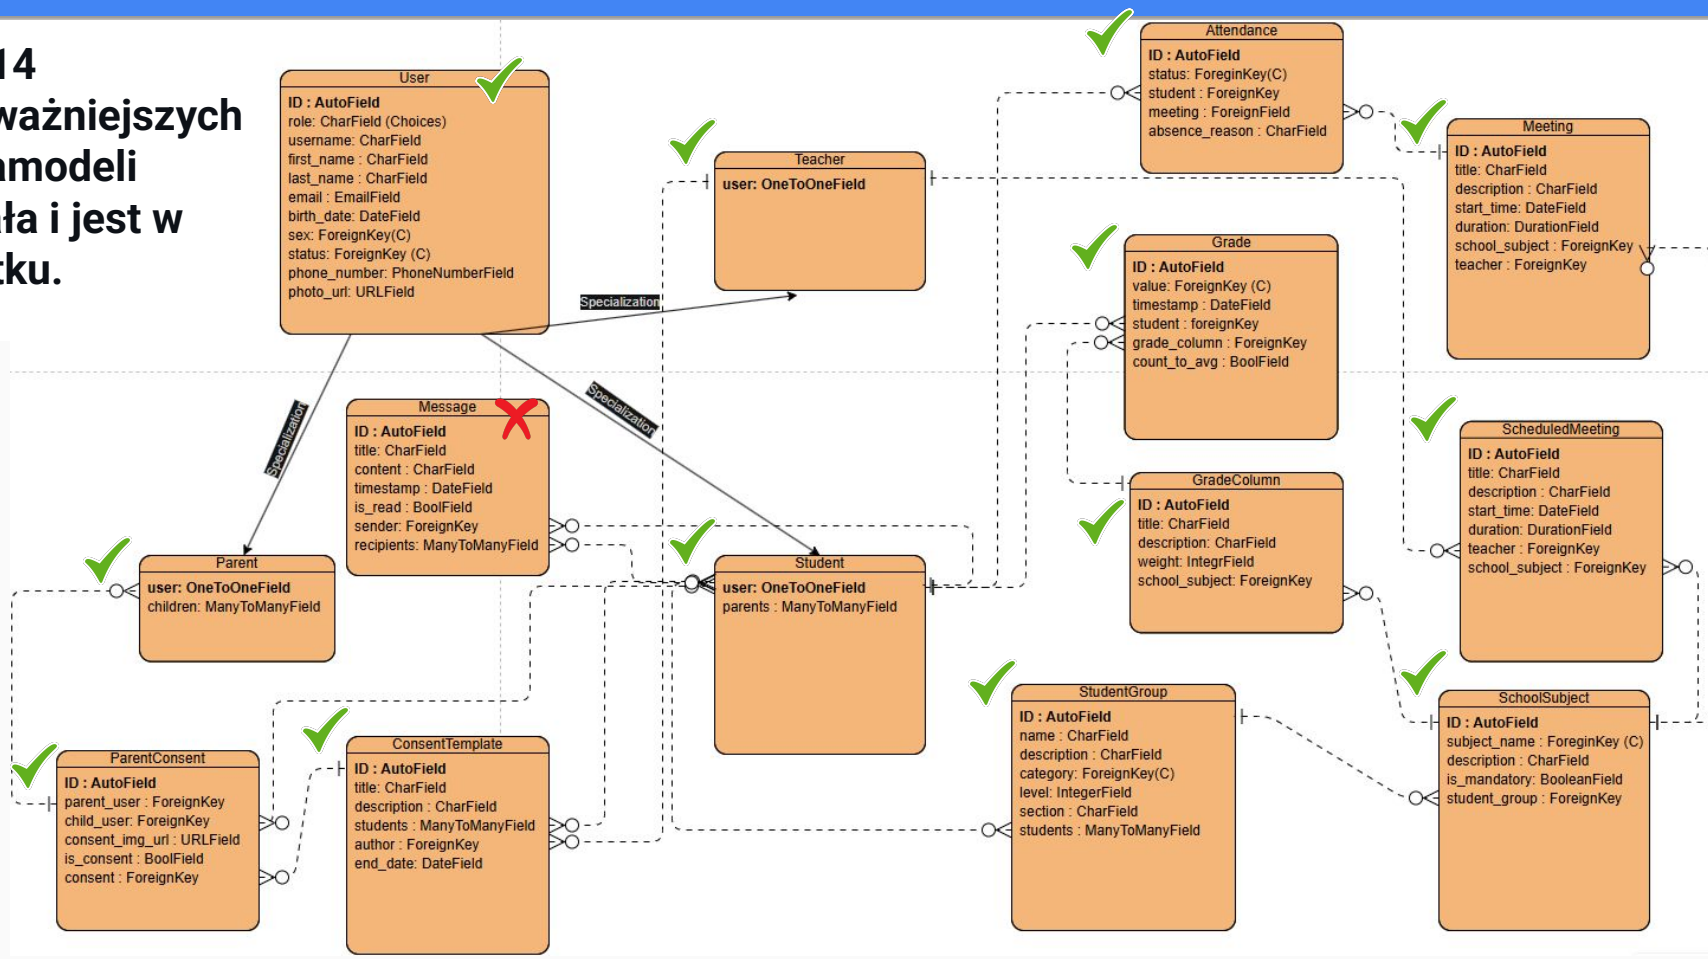 14
ważniejszych
amodeli
ała i jest w
tku.
User
ID : AutoField
role: CharField (Choices)
username: CharField
first_name : CharField
last_name : CharField
email : EmailField
birth_date: DateField
sex: ForeignKey(C)
status: ForeignKey (C)
phone_number: PhoneNumberField
photo_url: URLField
Specialization
Specialization
Specialization
Teacher
user: OneToOneField
Attendance
ID : AutoField
status: ForeginKey(C)
student : ForeignKey
meeting : ForeignField
absence_reason : CharField
Meeting
ID : AutoField
title: CharField
description : CharField
start_time: DateField
duration: DurationField
school_subject : ForeignKey
teacher : ForeignKey
Grade
ID : AutoField
value: ForeignKey (C)
timestamp : DateField
student : foreignKey
grade_column : ForeignKey
count_to_avg : BoolField
Message
ID : AutoField
title: CharField
content : CharField
timestamp : DateField
is_read : BoolField
sender: ForeignKey
recipients: ManyToManyField
ScheduledMeeting
ID : AutoField
title: CharField
description : CharField
start_time: DateField
duration: DurationField
teacher : ForeignKey
school_subject : ForeignKey
GradeColumn
ID : AutoField
title: CharField
description: CharField
weight: IntegrField
school_subject: ForeignKey
Parent
user: OneToOneField
children: ManyToManyField
Student
user: OneToOneField
parents : ManyToManyField
StudentGroup
ID : AutoField
name : CharField
description : CharField
category: ForeignKey(C)
level: IntegerField
section : CharField
students : ManyToManyField
SchoolSubject
ID : AutoField
subject_name : ForeginKey (C)
description : CharField
is_mandatory: BooleanField
student_group : ForeignKey
ParentConsent
ID : AutoField
parent_user : ForeignKey
child_user: ForeignKey
consent_img_url : URLField
is_consent : BoolField
consent : ForeignKey
ConsentTemplate
ID : AutoField
title: CharField
description : CharField
students : ManyToManyField
author : ForeignKey
end_date: DateField